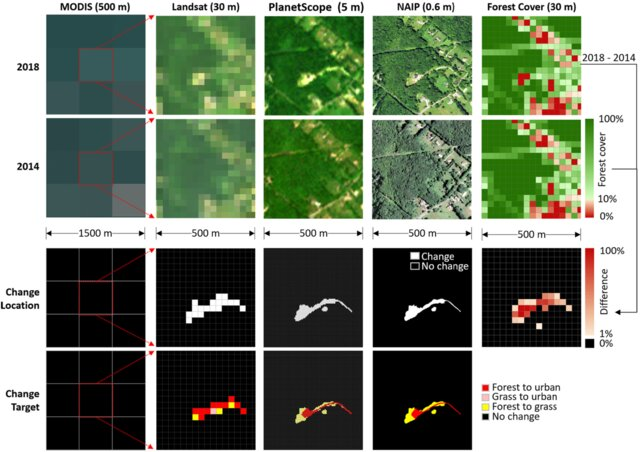 MODIS (500 m)
Landsat (30 m)
PlanetScope (5 m)
NAIP (0.6 m)
Forest Cover (30 m)
2018
2018 - 2014
2014
100%
Forest cover
10%
0%
1500 m
500 m
500 m
500 m
500 m
Change
No change
Change
Location
100%
Difference
1%
0%
Change
Target
Forest to urban
Grass to urban
Forest to grass
No change